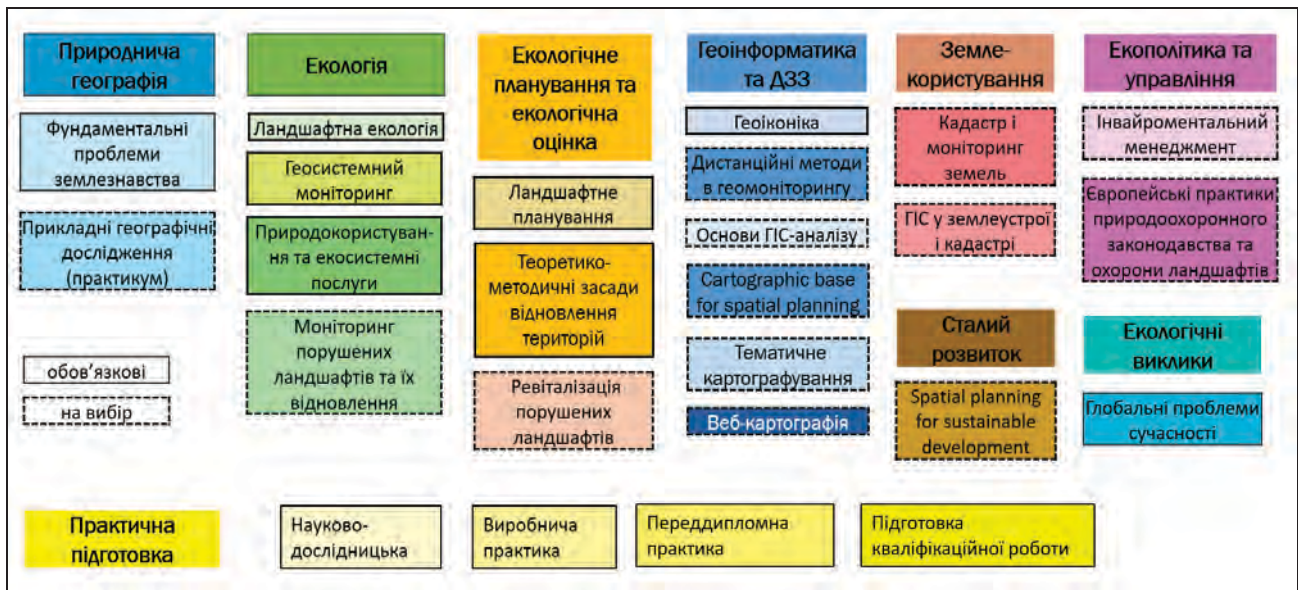 Природнича
географія
Фундаментальні
проблеми
землезнавства
Прикладні географічні
дослідження
(практикум)
обов’язкові
на вибір
Екологія
Ландшафтна екологія
Геосистемний
моніторинг
Природокористуван-
ня та екосистемні
послуги
Моніторинг
порушених
ландшафтів та їх
відновлення
Екологічне
планування та
екологічна
оцінка
Ландшафтне
планування
Теоретико-
методичні засади
відновлення
територій
Ревіталізація
порушених
ландшафтів
Геоінформатика
та ДЗЗ
Геоіконіка
Дистанційні методи
в геомоніторингу
Основи ГІС-аналізу
Cartographic base
for spatial planning
Тематичне
картографування
Веб-картографія
Земле-
користування
Кадастр і
моніторинг
земель
ГІС у землеустрої
і кадастрі
Сталий
розвиток
Spatial planning
for sustainable
development
Екополітика та
управління
Інвайроментальний
менеджмент
Європейські практики
природоохоронного
законодавства та
охорони ландшафтів
Екологічні
виклики
Глобальні проблеми
сучасності
Практична
підготовка
Науково-
дослідницька
Виробнича
практика
Переддипломна
практика
Підготовка
кваліфікаційної роботи